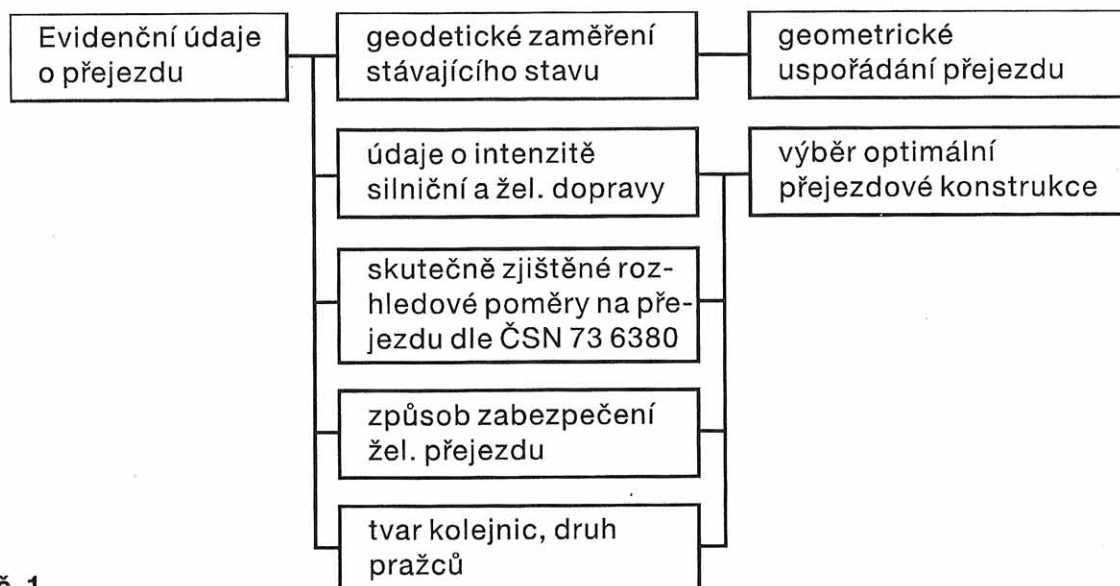 Evidenční údaje
o přejezdu
geodetické zaměření
stávajícího stavu
geometrické
uspořádání přejezdu
údaje o intenzitě
silniční a žel. dopravy
výběr optimální
přejezdové konstrukce
skutečně zjištěné roz-
hledové poměry na pře-
jezdu dle ČSN 73 6380
způsob zabezpečení
žel. přejezdu
tvar kolejnic, druh
pražců
č. 1